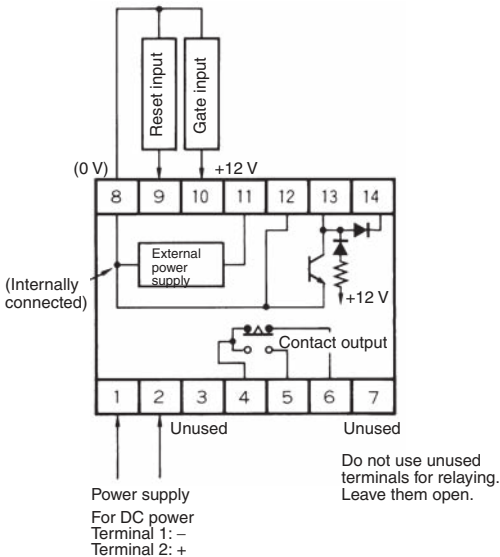 Reset input
Gate input
(0 V)
+12 V
8 9 10 11 12 13 14
External
power
supply
(Internally
connected)
+12 V
Contact output
1 2 3 4 5 6 7
Unused
Unused
Do not use unused
terminals for relaying.
Leave them open.
Power supply
For DC power
Terminal 1: −
Terminal 2: +